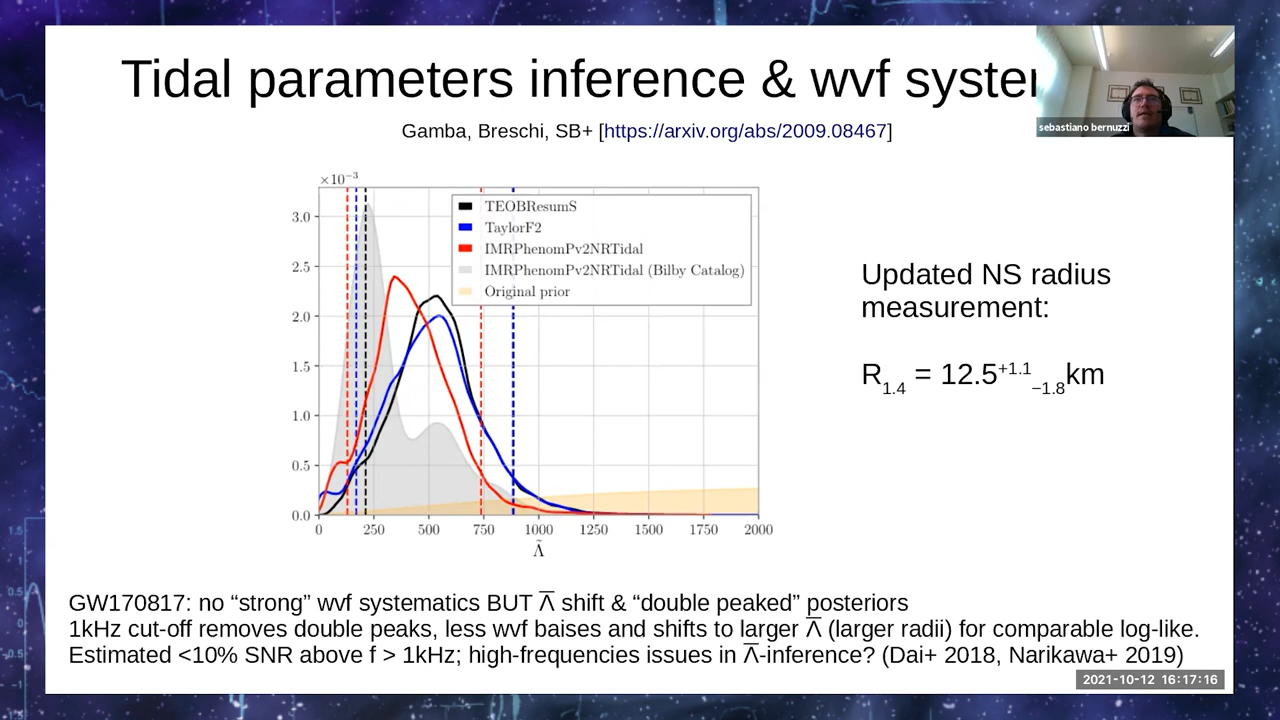 Tidal parameters inference & wvf system
sebastiano bernuzzi
Gamba, Breschi, SB+ [https://arxiv.org/abs/2009.08467]
×10⁻³
3.0
2.5
2.0
1.5
1.0
0.5
0.0
TEOBResumS
TaylorF2
IMRPhenomPv2NRTidal
IMRPhenomPv2NRTidal (Bilby Catalog)
Original prior
0 250 500 750 1000 1250 1500 1750 2000
Λ̃
Updated NS radius
measurement:
R₁.₄ = 12.5⁺¹·¹₋₁.₈km
GW170817: no “strong” wvf systematics BUT Λ̅ shift & “double peaked” posteriors
1kHz cut-off removes double peaks, less wvf baises and shifts to larger Λ̅ (larger radii) for comparable log-like.
Estimated <10% SNR above f > 1kHz; high-frequencies issues in Λ̅-inference? (Dai+ 2018, Narikawa+ 2019)
2021-10-12 16:17:16